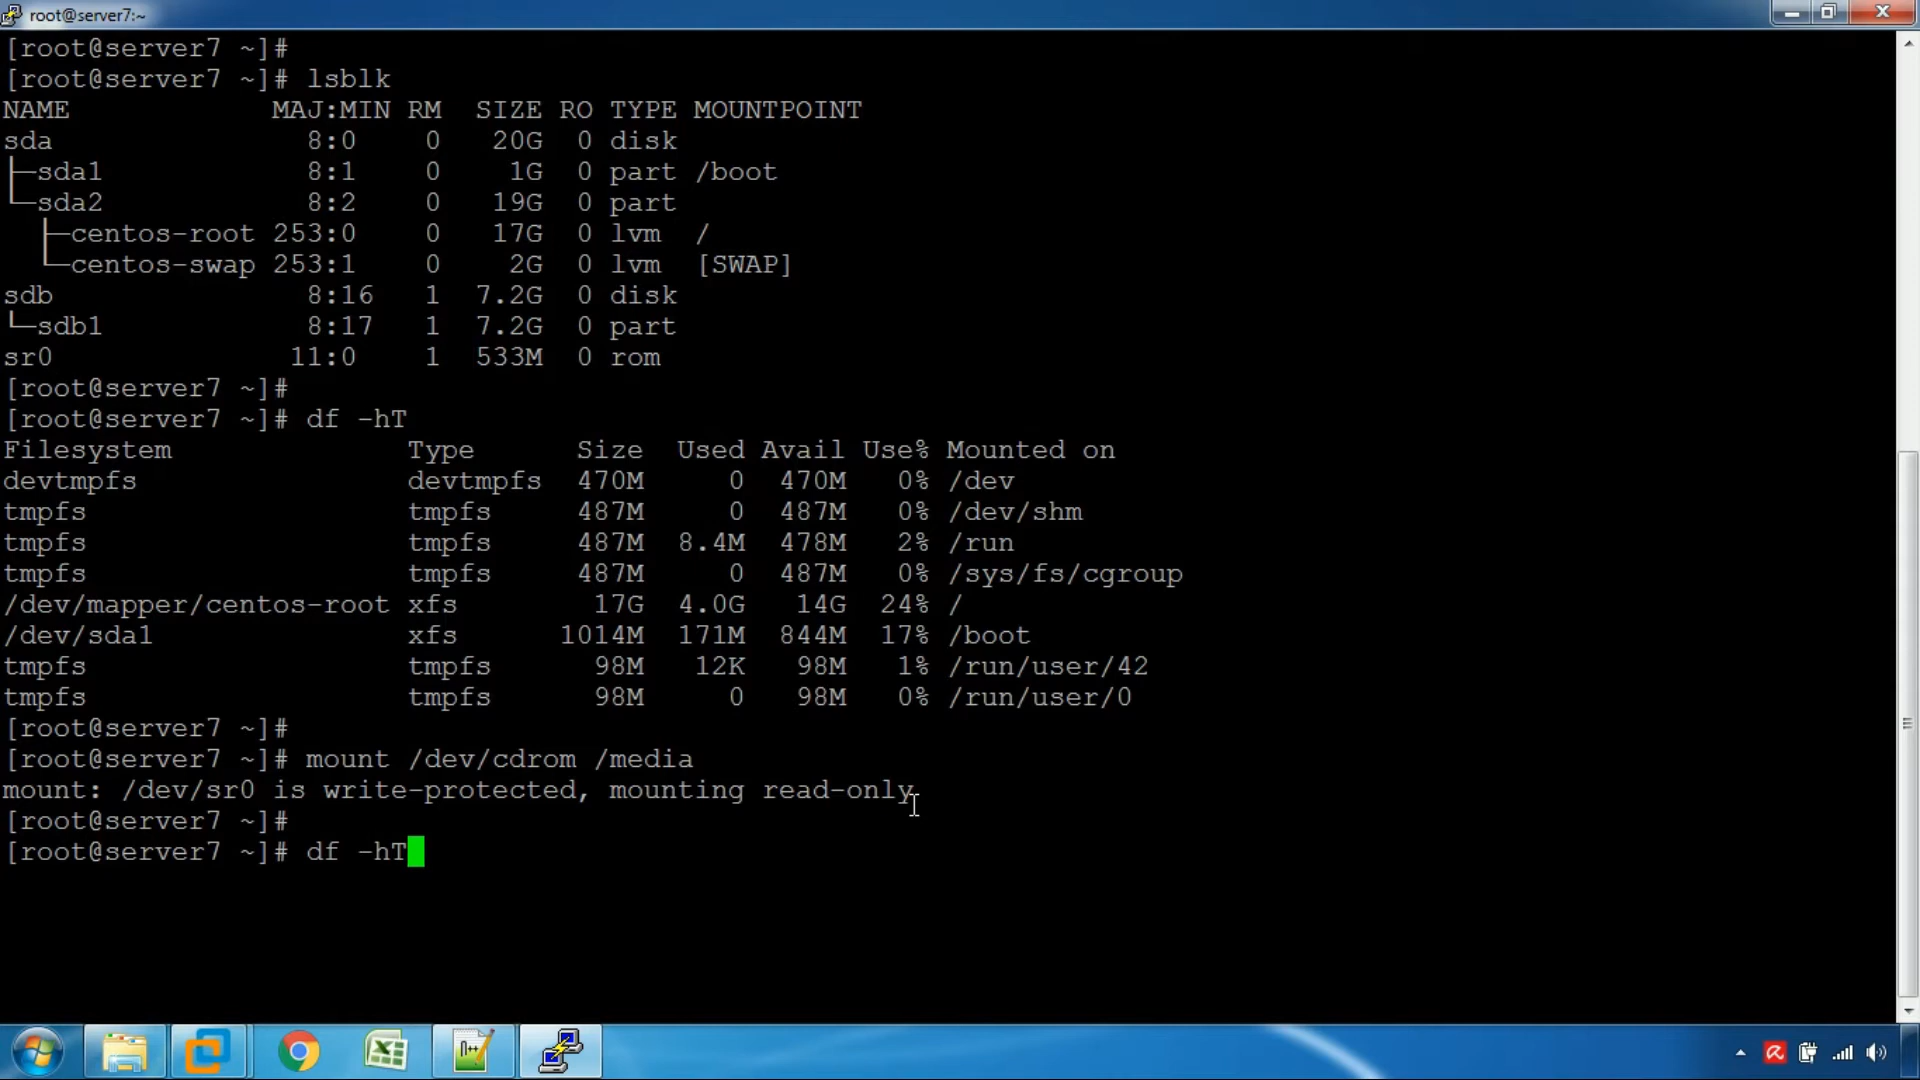 root@server7:~
[root@server7 ~]#
[root@server7 ~]# lsblk
NAME MAJ:MIN RM SIZE RO TYPE MOUNTPOINT
sda 8:0 0 20G 0 disk
├─sda1 8:1 0 1G 0 part /boot
└─sda2 8:2 0 19G 0 part
├─centos-root 253:0 0 17G 0 lvm /
└─centos-swap 253:1 0 2G 0 lvm [SWAP]
sdb 8:16 1 7.2G 0 disk
└─sdb1 8:17 1 7.2G 0 part
sr0 11:0 1 533M 0 rom
[root@server7 ~]#
[root@server7 ~]# df -hT
Filesystem Type Size Used Avail Use% Mounted on
devtmpfs devtmpfs 470M 0 470M 0% /dev
tmpfs tmpfs 487M 0 487M 0% /dev/shm
tmpfs tmpfs 487M 8.4M 478M 2% /run
tmpfs tmpfs 487M 0 487M 0% /sys/fs/cgroup
/dev/mapper/centos-root xfs 17G 4.0G 14G 24% /
/dev/sda1 xfs 1014M 171M 844M 17% /boot
tmpfs tmpfs 98M 12K 98M 1% /run/user/42
tmpfs tmpfs 98M 0 98M 0% /run/user/0
[root@server7 ~]#
[root@server7 ~]# mount /dev/cdrom /media
mount: /dev/sr0 is write-protected, mounting read-only
[root@server7 ~]#
[root@server7 ~]# df -hT